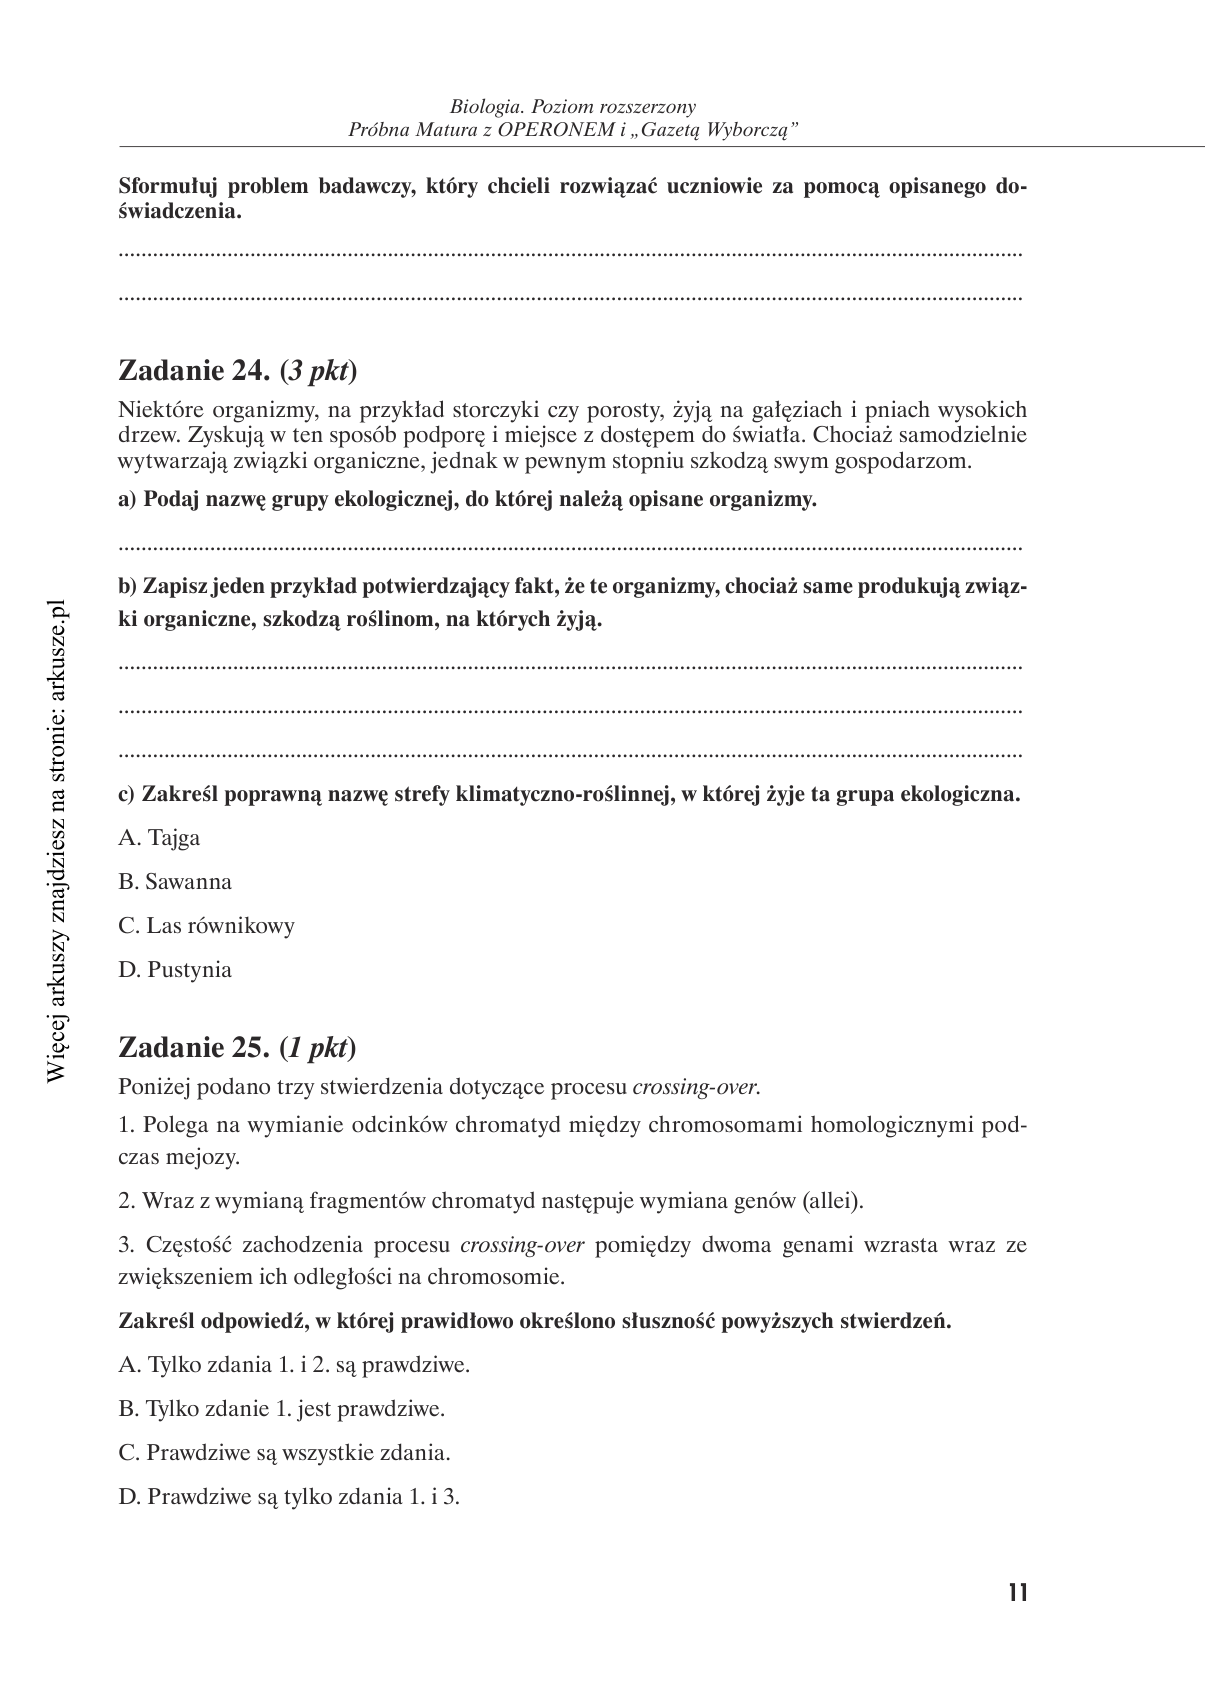 Biologia. Poziom rozszerzony
Próbna Matura z OPERONEM i „Gazetą Wyborczą”
Sformułuj problem badawczy, który chcieli rozwiązać uczniowie za pomocą opisanego do-
świadczenia.
Zadanie 24. (3 pkt)
Niektóre organizmy, na przykład storczyki czy porosty, żyją na gałęziach i pniach wysokich
drzew. Zyskują w ten sposób podporę i miejsce z dostępem do światła. Chociaż samodzielnie
wytwarzają związki organiczne, jednak w pewnym stopniu szkodzą swym gospodarzom.
a) Podaj nazwę grupy ekologicznej, do której należą opisane organizmy.
b) Zapisz jeden przykład potwierdzający fakt, że te organizmy, chociaż same produkują związ-
ki organiczne, szkodzą roślinom, na których żyją.
c) Zakreśl poprawną nazwę strefy klimatyczno-roślinnej, w której żyje ta grupa ekologiczna.
A. Tajga
B. Sawanna
C. Las równikowy
D. Pustynia
Zadanie 25. (1 pkt)
Poniżej podano trzy stwierdzenia dotyczące procesu crossing-over.
1. Polega na wymianie odcinków chromatyd między chromosomami homologicznymi pod-
czas mejozy.
2. Wraz z wymianą fragmentów chromatyd następuje wymiana genów (allei).
3. Częstość zachodzenia procesu crossing-over pomiędzy dwoma genami wzrasta wraz ze
zwiększeniem ich odległości na chromosomie.
Zakreśl odpowiedź, w której prawidłowo określono słuszność powyższych stwierdzeń.
A. Tylko zdania 1. i 2. są prawdziwe.
B. Tylko zdanie 1. jest prawdziwe.
C. Prawdziwe są wszystkie zdania.
D. Prawdziwe są tylko zdania 1. i 3.
11
Więcej arkuszy znajdziesz na stronie: arkusze.pl